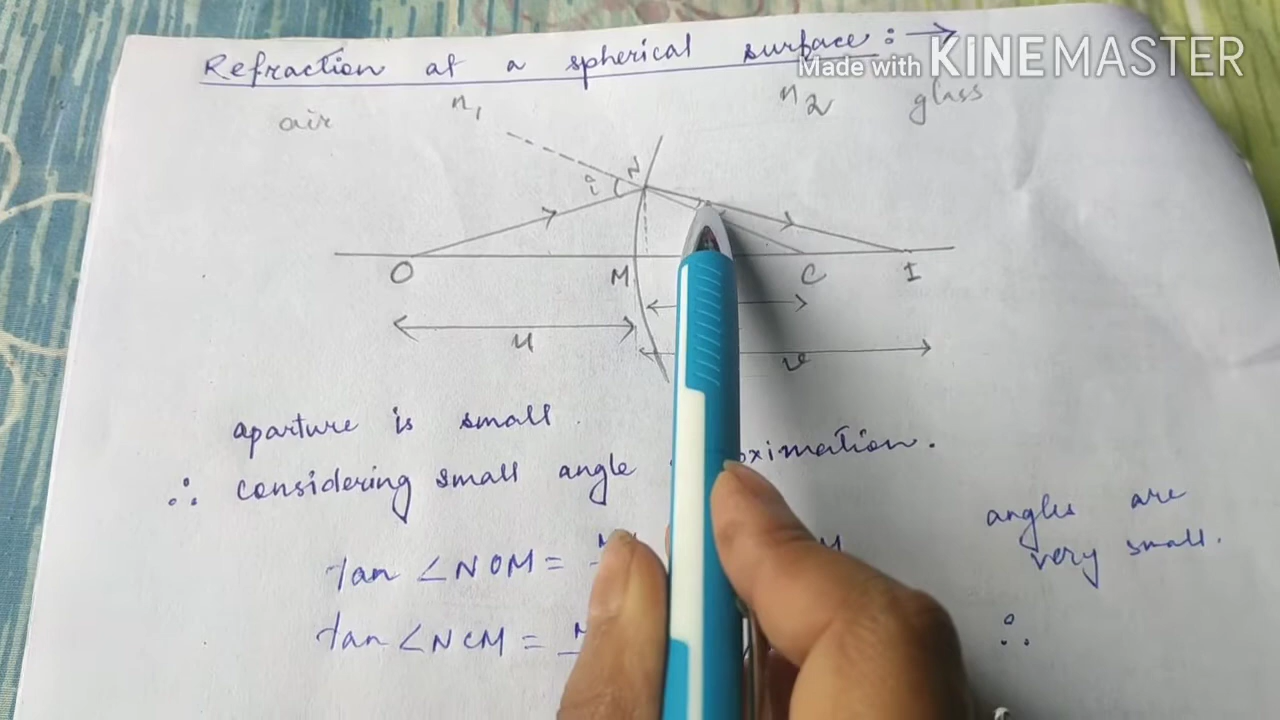 Refraction at a spherical surface : →
Made with KINEMASTER
air n1 n2 glass
i N
O M C I
u
v
aparture is small.
∴ considering small angle
angles are
very small.
tan ∠NOM =
tan ∠NCM =
∴